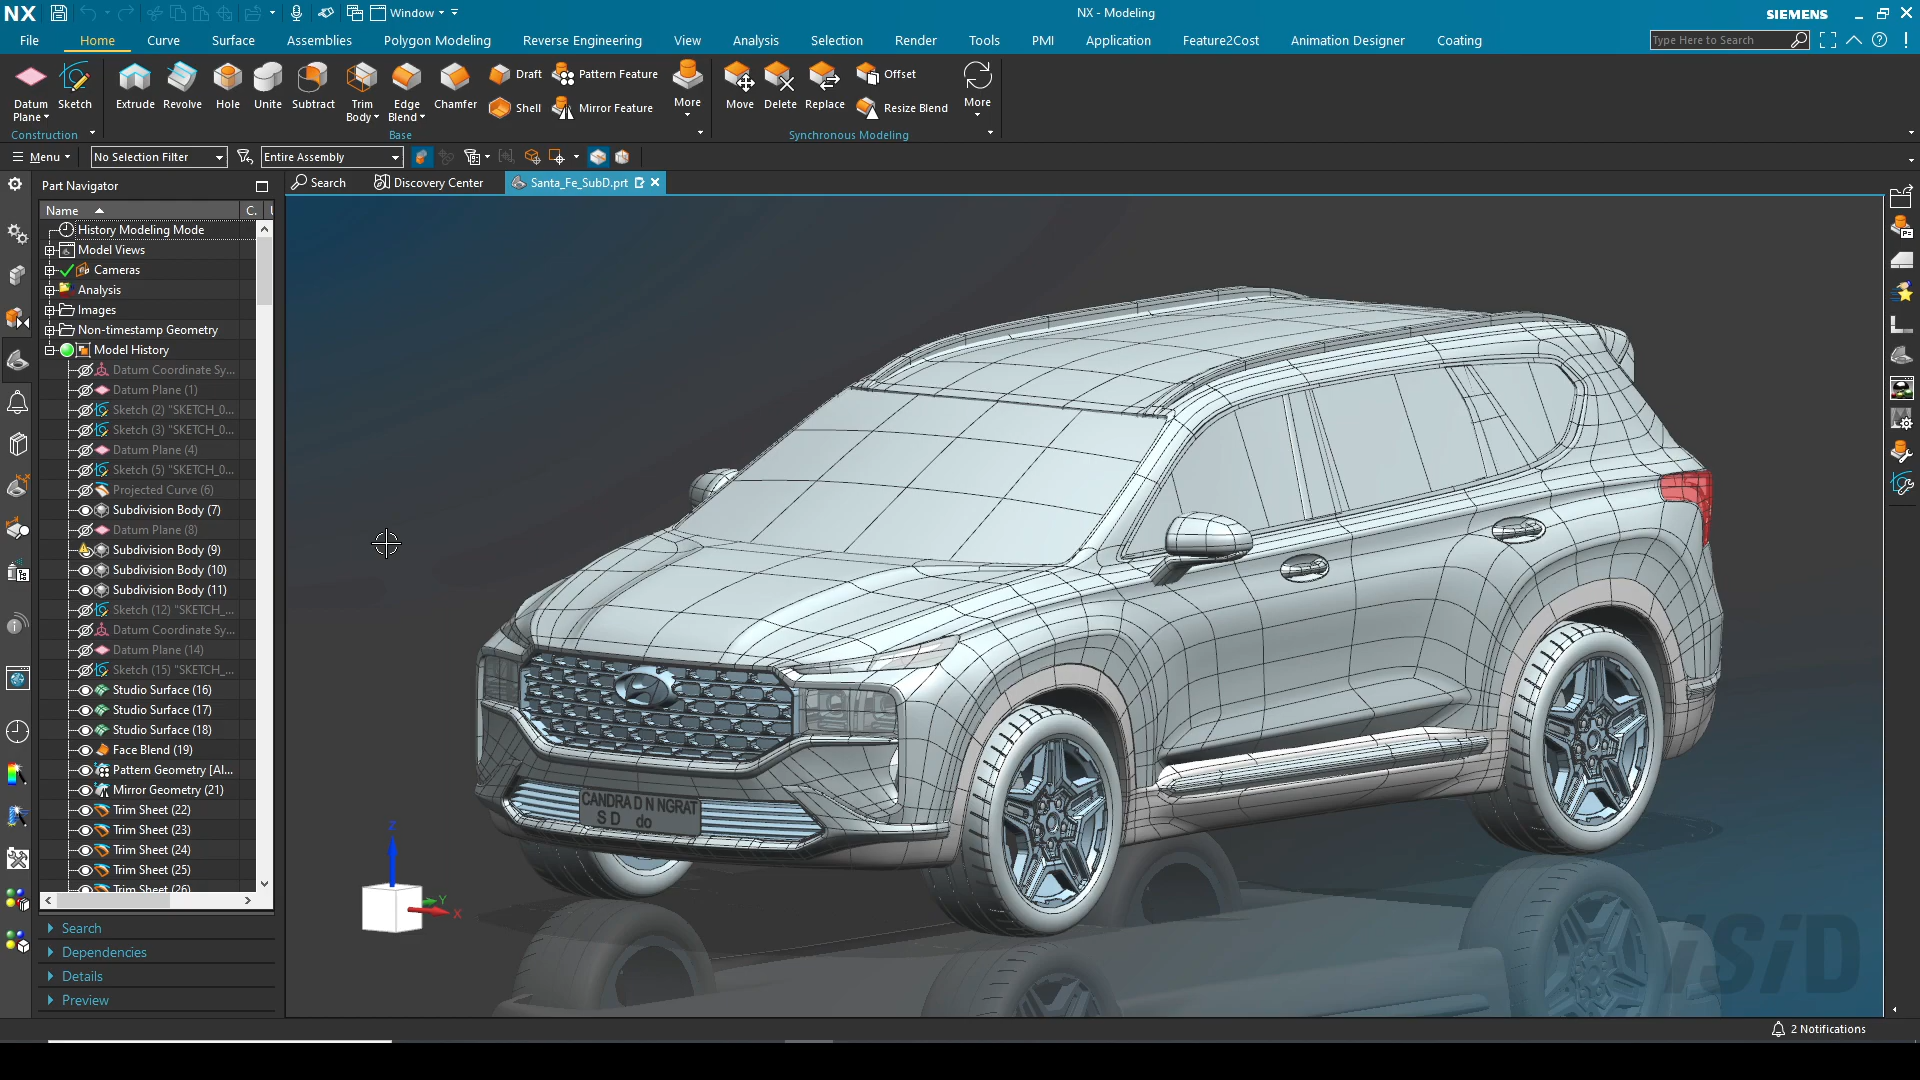 NX
Window
NX - Modeling
SIEMENS
File Home Curve Surface Assemblies Polygon Modeling Reverse Engineering View Analysis Selection Render Tools PMI Application Feature2Cost Animation Designer Coating
Type Here to Search
Datum Plane
Sketch
Extrude
Revolve
Hole
Unite
Subtract
Trim Body
Edge Blend
Chamfer
Draft
Shell
Pattern Feature
Mirror Feature
More
Move
Delete
Replace
Offset
Resize Blend
More
Construction
Base
Synchronous Modeling
Menu
No Selection Filter
Entire Assembly
Part Navigator
Search
Discovery Center
Santa_Fe_SubD.prt
Name C.
History Modeling Mode
Model Views
Cameras
Analysis
Images
Non-timestamp Geometry
Model History
Datum Coordinate Sy...
Datum Plane (1)
Sketch (2) "SKETCH_0...
Sketch (3) "SKETCH_0...
Datum Plane (4)
Sketch (5) "SKETCH_0...
Projected Curve (6)
Subdivision Body (7)
Datum Plane (8)
Subdivision Body (9)
Subdivision Body (10)
Subdivision Body (11)
Sketch (12) "SKETCH_...
Datum Coordinate Sy...
Datum Plane (14)
Sketch (15) "SKETCH_...
Studio Surface (16)
Studio Surface (17)
Studio Surface (18)
Face Blend (19)
Pattern Geometry [Al...
Mirror Geometry (21)
Trim Sheet (22)
Trim Sheet (23)
Trim Sheet (24)
Trim Sheet (25)
Trim Sheet (26)
Search
Dependencies
Details
Preview
CANDRA D N NGRAT
S D do
Z
Y
X
iSiD
2 Notifications